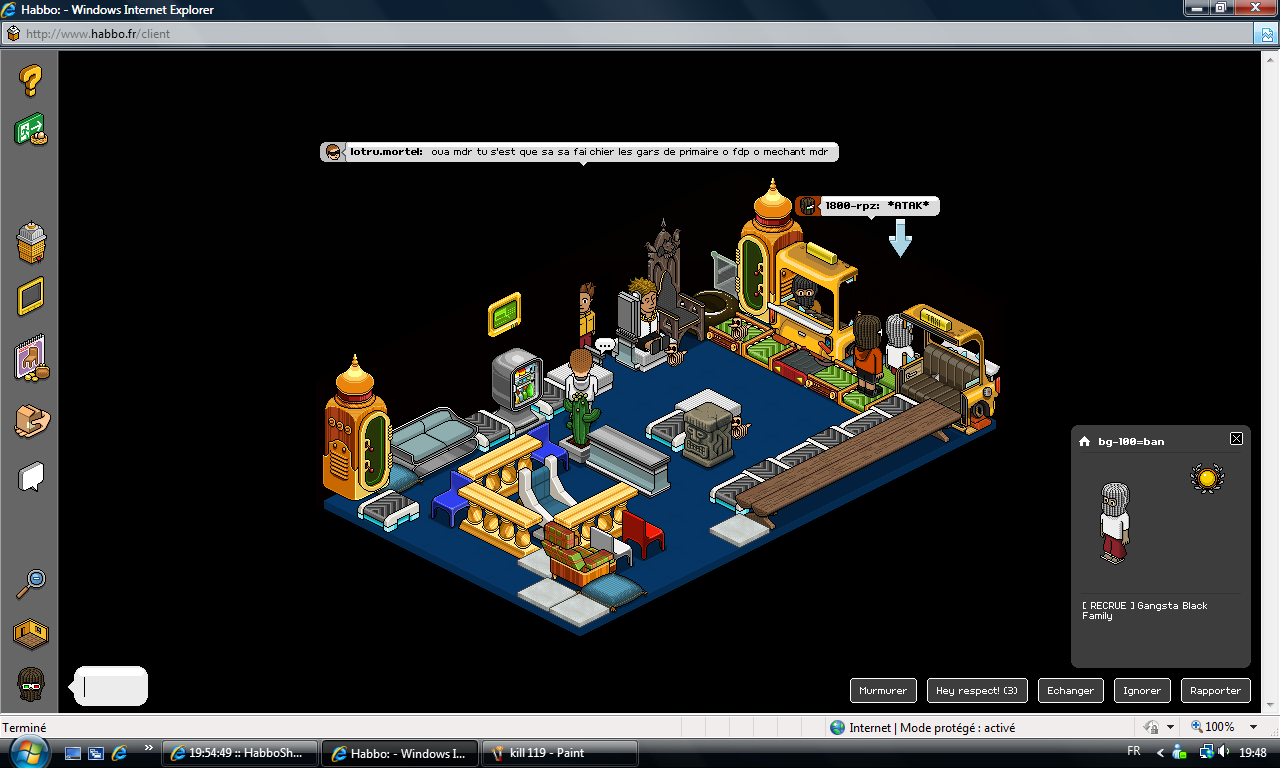 Habbo: - Windows Internet Explorer
http://www.habbo.fr/client
lotru.mortel: oua mdr tu s'est que sa sa fai chier les gars de primaire o fdp o mechant mdr
1800-rpz: *ATAK*
bg-100=ban
[ RECRUE ] Gangsta Black
Family
Murmurer
Hey respect! (3)
Echanger
Ignorer
Rapporter
Terminé
Internet | Mode protégé : activé
100%
19:54:49 :: HabboSh...
Habbo: - Windows I...
kill 119 - Paint
FR
19:48